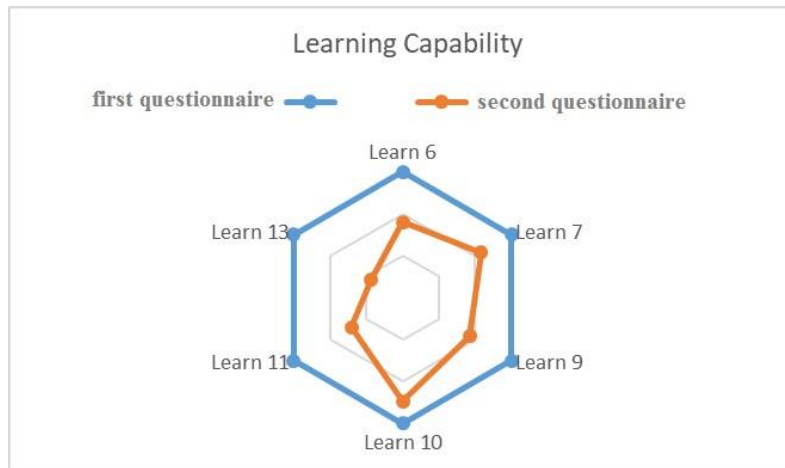 Learning Capability
first questionnaire
second questionnaire
Learn 6
Learn 13
Learn 7
Learn 11
Learn 9
Learn 10